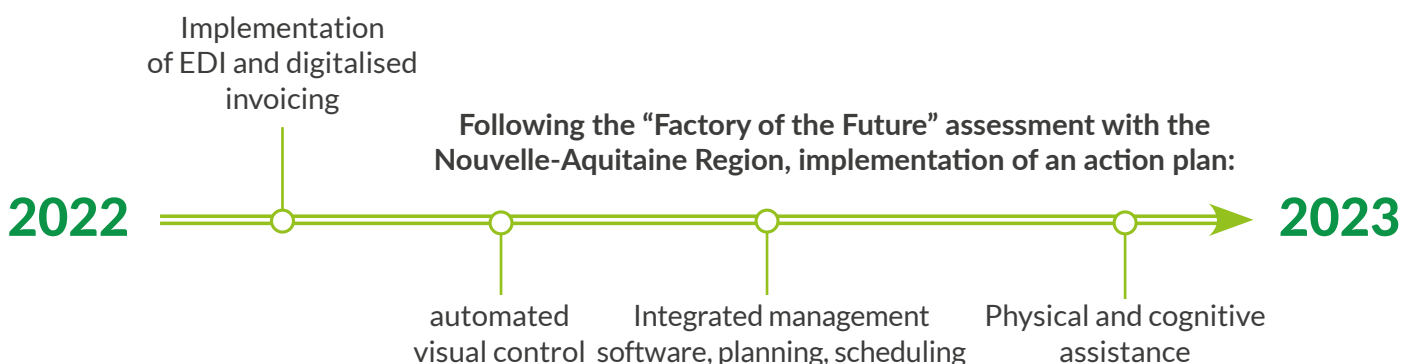 Implementation
of EDI and digitalised
invoicing
Following the “Factory of the Future” assessment with the
Nouvelle-Aquitaine Region, implementation of an action plan:
2022
2023
automated
visual control
Integrated management
software, planning, scheduling
Physical and cognitive
assistance